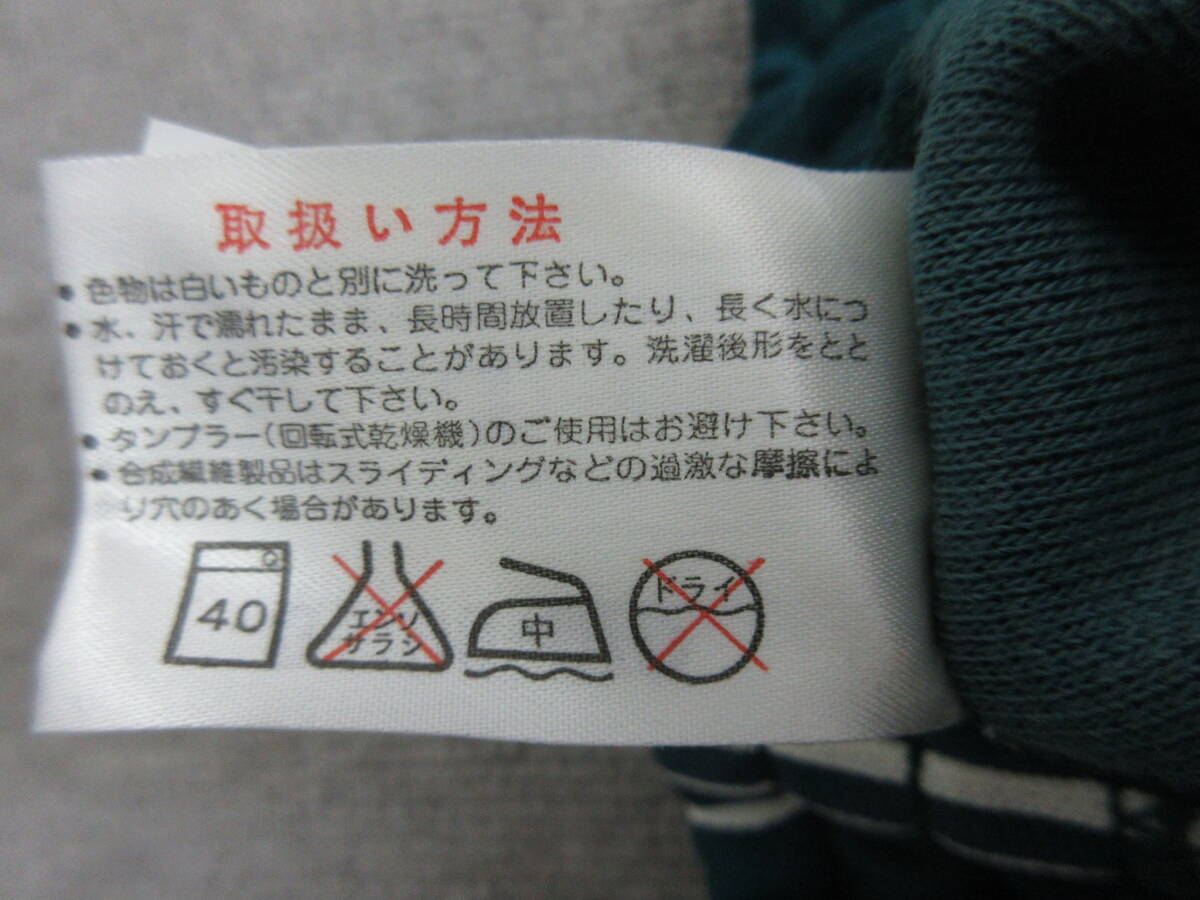 取扱い方法
• 色物は白いものと別に洗って下さい。
• 水、汗で濡れたまま、長時間放置したり、長く水につ
けておくと汚染することがあります。洗濯後形をとと
のえ、すぐ干して下さい。
• タンブラー(回転式乾燥機)のご使用はお避け下さい。
• 合成繊維製品はスライディングなどの過激な摩擦によ
り穴のあく場合があります。
40
エンソ
サラシ
中
ドライ